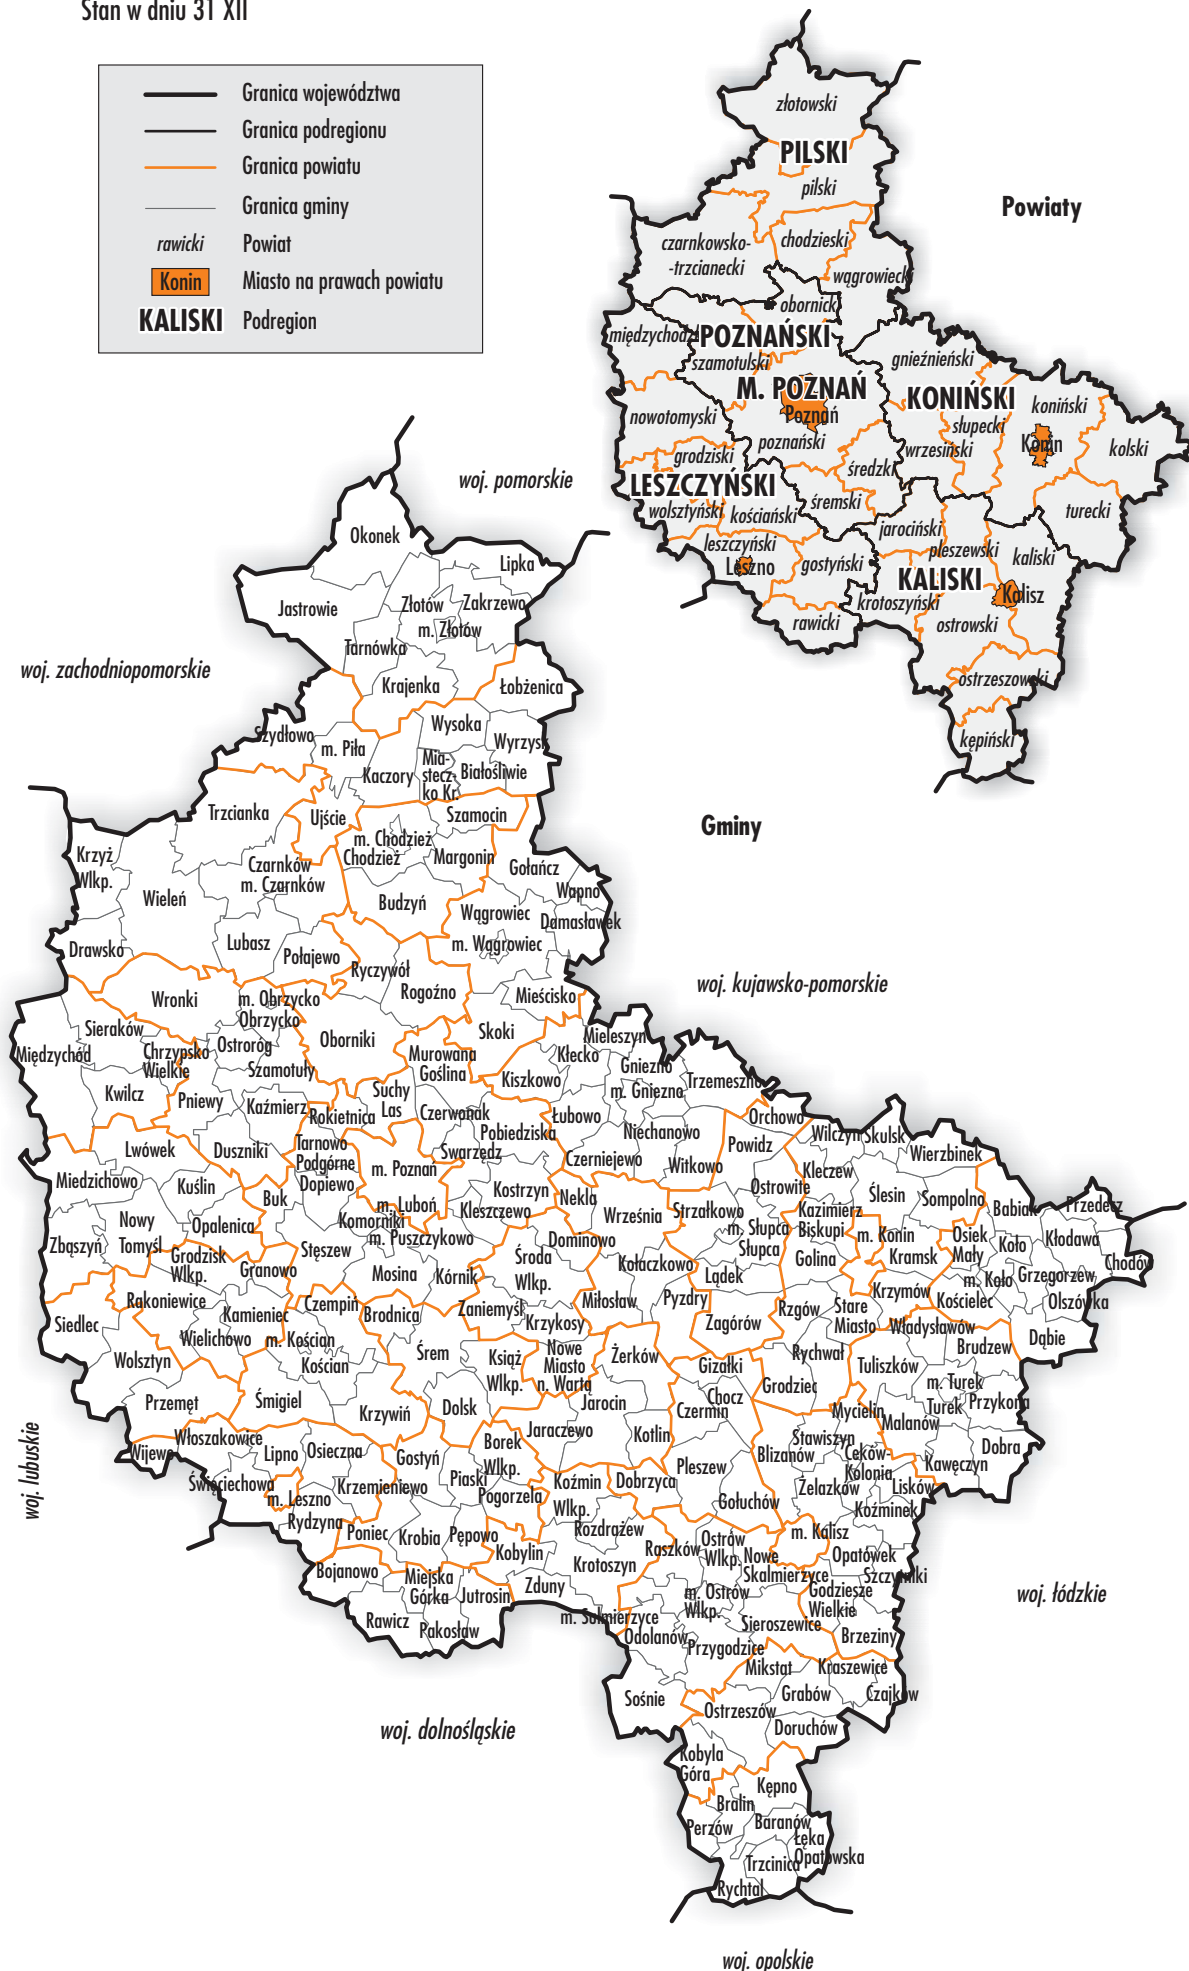 Stan w dniu 31 XII
Granica województwa
Granica podregionu
Granica powiatu
Granica gminy
rawicki Powiat
Konin Miasto na prawach powiatu
KALISKI Podregion
Powiaty
złotowski
PILSKI
pilski
czarnkowsko-
-trzcianecki
chodzieski
wągrowiecki
obornick
międzychodz
POZNAŃSKI
szamotulski
gnieźnieński
M. POZNAŃ
Poznań
KONIŃSKI
koniński
nowotomyski
słupecki
poznański
wrzesiński
Konin
kolski
grodziski
średzki
LESZCZYŃSKI
wolsztyński
kościański
śremski
turecki
jarociński
leszczyński
Leszno
gostyński
pleszewski
kaliski
KALISKI
krotoszyński
Kalisz
rawicki
ostrowski
ostrzeszowski
kępiński
Gminy
woj. pomorskie
woj. zachodniopomorskie
woj. kujawsko-pomorskie
woj. lubuskie
woj. łódzkie
woj. dolnośląskie
woj. opolskie
Okonek
Lipka
Jastrowie
Złotów
Zakrzewo
m. Złotów
Tarnówka
Krajenka
Łobżenica
Szydłowo
m. Piła
Wysoka
Wyrzysk
Kaczory
Mia-
stecz-
ko Kr.
Białośliwie
Trzcianka
Ujście
Szamocin
m. Chodzież
Chodzież
Margonin
Krzyż
Wlkp.
Czarnków
m. Czarnków
Gołańcz
Wieleń
Budzyń
Wapno
Wągrowiec
Damasławek
Drawsko
Lubasz
Połajewo
m. Wągrowiec
Ryczywół
Rogoźno
Mieścisko
Wronki
m. Obrzycko
Obrzycko
Sieraków
Ostroróg
Oborniki
Skoki
Mieleszyn
Międzychód
Chrzypsko
Wielkie
Szamotuły
Murowana
Goślina
Kłecko
Gniezno
m. Gniezno
Trzemeszno
Kwilcz
Pniewy
Kaźmierz
Rokietnica
Suchy
Las
Czerwonak
Kiszkowo
Łubowo
Orchowo
Pobiedziska
Niechanowo
Powidz
Wilczyn
Skulsk
Wierzbinek
Lwówek
Duszniki
Tarnowo
Podgórne
Swarzędz
Czerniejewo
Witkowo
Miedzichowo
Kuślin
Buk
Dopiewo
m. Poznań
Kleczew
Ostrowite
Ślesin
Sompolno
Babiak
Przedecz
Nowy
Tomyśl
Opalenica
m. Luboń
Komorniki
m. Puszczykowo
Kleszczewo
Kostrzyn
Nekla
Września
Strzałkowo
m. Słupca
Słupca
Kazimierz
Biskupi
m. Konin
Osiek
Mały
Koło
Kłodawa
Zbąszyń
Grodzisk
Wlkp.
Granowo
Stęszew
Mosina
Kórnik
Środa
Wlkp.
Dominowo
Kołaczkowo
Lądek
Golina
Kramsk
m. Koło
Grzegorzew
Chodów
Siedlec
Rakoniewice
Kamieniec
Czempiń
Brodnica
Zaniemyśl
Krzykosy
Miłosław
Pyzdry
Zagórów
Rzgów
Stare
Miasto
Krzymów
Kościelec
Olszówka
Wielichowo
m. Kościan
Władysławów
Brudzew
Dąbie
Wolsztyn
Kościan
Śrem
Książ
Wlkp.
Nowe
Miasto
n. Wartą
Żerków
Gizałki
Rychwał
Tuliszków
Przemęt
Śmigiel
Krzywiń
Dolsk
Jarocin
Chocz
Czermin
Grodziec
m. Turek
Turek
Przykona
Mycielin
Malanów
Wijewo
Włoszakowice
Lipno
Osieczna
Gostyń
Borek
Wlkp.
Jaraczewo
Kotlin
Blizanów
Stawiszyn
Ceków-
Kolonia
Kawęczyn
Dobra
Święciechowa
m. Leszno
Krzemieniewo
Piaski
Pogorzela
Koźmin
Wlkp.
Dobrzyca
Pleszew
Żelazków
Lisków
Rydzyna
Poniec
Krobia
Pępowo
Kobylin
Rozdrażew
Gołuchów
Koźminek
m. Kalisz
Bojanowo
Miejska
Górka
Jutrosin
Zduny
Krotoszyn
Raszków
Ostrów
Wlkp.
Nowe
Skalmierzyce
Opatówek
Szczytniki
Rawicz
Pakosław
m. Sulmierzyce
m. Ostrów
Wlkp.
Godziesze
Wielkie
Odolanów
Sieroszewice
Brzeziny
Przygodzice
Mikstat
Kraszewice
Sośnie
Grabów
Czajków
Ostrzeszów
Doruchów
Kobyla
Góra
Kępno
Bralin
Perzów
Baranów
Łęka
Opatowska
Trzcinica
Rychtal